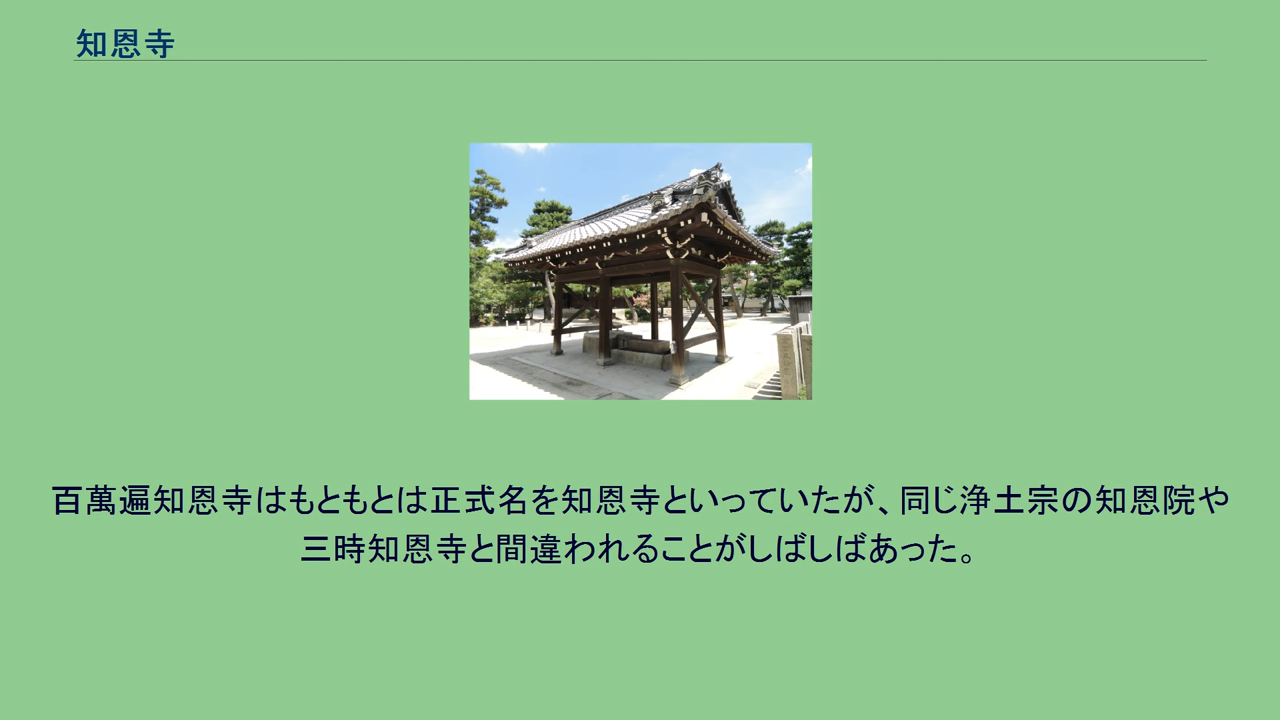 知恩寺
百萬遍知恩寺はもともとは正式名を知恩寺といっていたが、同じ浄土宗の知恩院や
三時知恩寺と間違われることがしばしばあった。